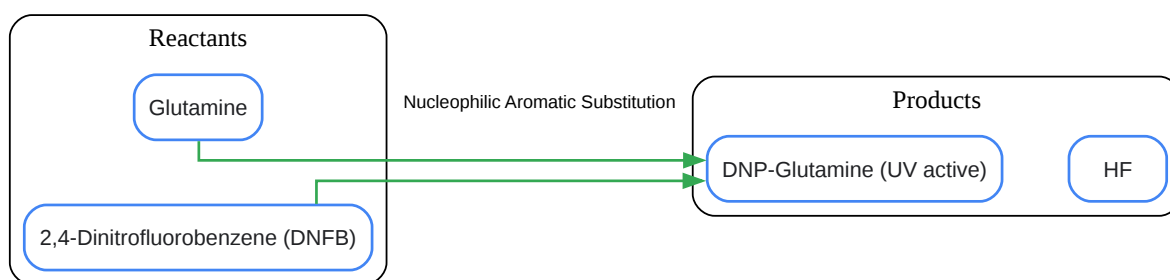 Reactants
Glutamine
2,4-Dinitrofluorobenzene (DNFB)
Nucleophilic Aromatic Substitution
Products
DNP-Glutamine (UV active)
HF